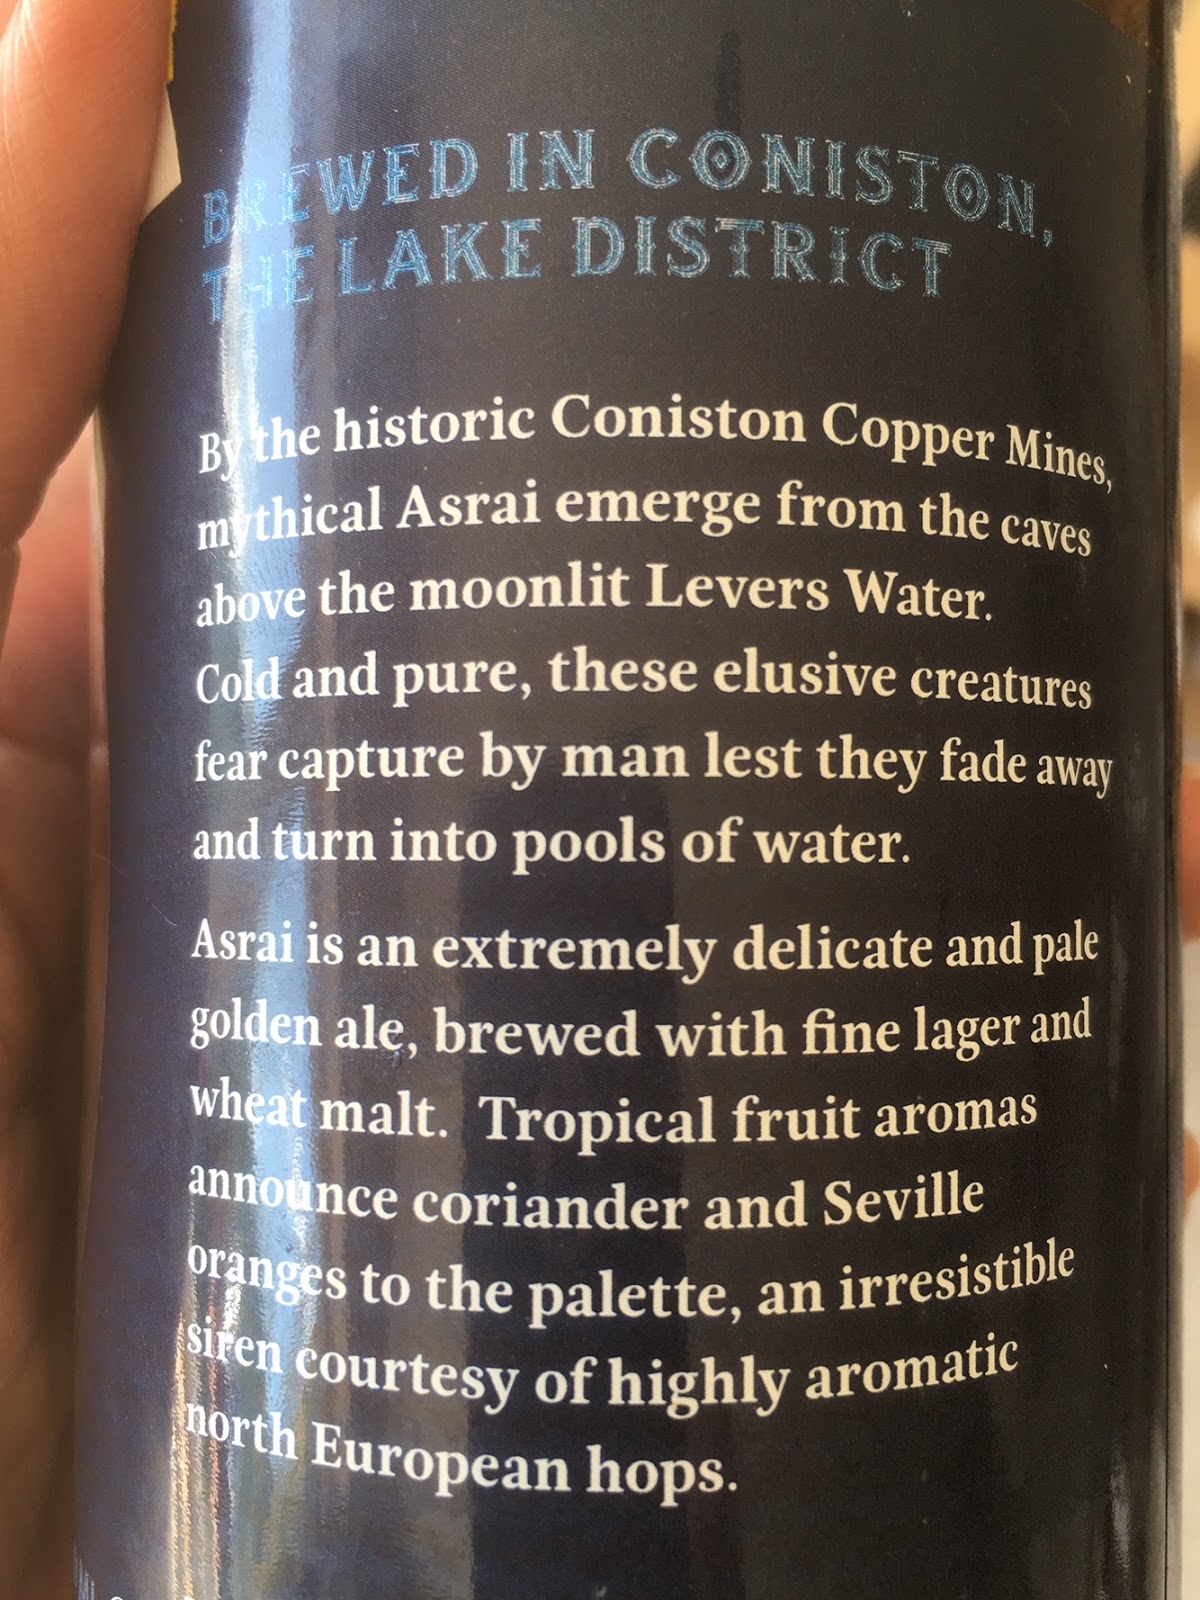 BREWED IN CONISTON,
THE LAKE DISTRICT
By the historic Coniston Copper Mines,
mythical Asrai emerge from the caves
above the moonlit Levers Water.
Cold and pure, these elusive creatures
fear capture by man lest they fade away
and turn into pools of water.
Asrai is an extremely delicate and pale
golden ale, brewed with fine lager and
wheat malt. Tropical fruit aromas
announce coriander and Seville
oranges to the palette, an irresistible
siren courtesy of highly aromatic
north European hops.